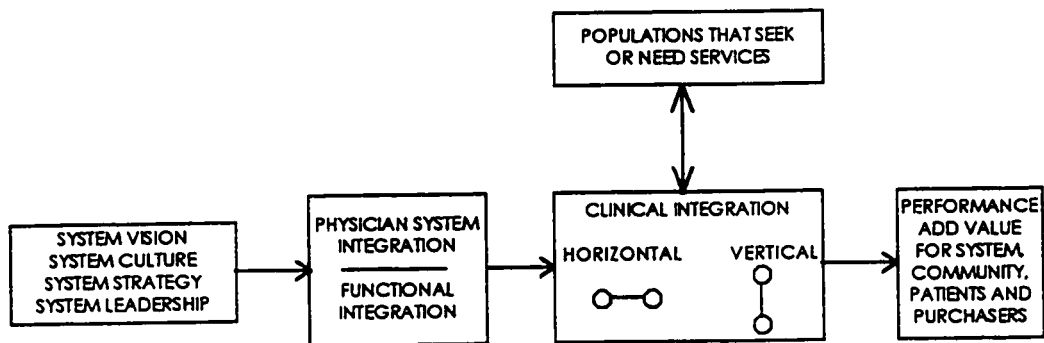 POPULATIONS THAT SEEK
OR NEED SERVICES
SYSTEM VISION
SYSTEM CULTURE
SYSTEM STRATEGY
SYSTEM LEADERSHIP
PHYSICIAN SYSTEM
INTEGRATION
FUNCTIONAL
INTEGRATION
CLINICAL INTEGRATION
HORIZONTAL
VERTICAL
PERFORMANCE
ADD VALUE
FOR SYSTEM,
COMMUNITY,
PATIENTS AND
PURCHASERS